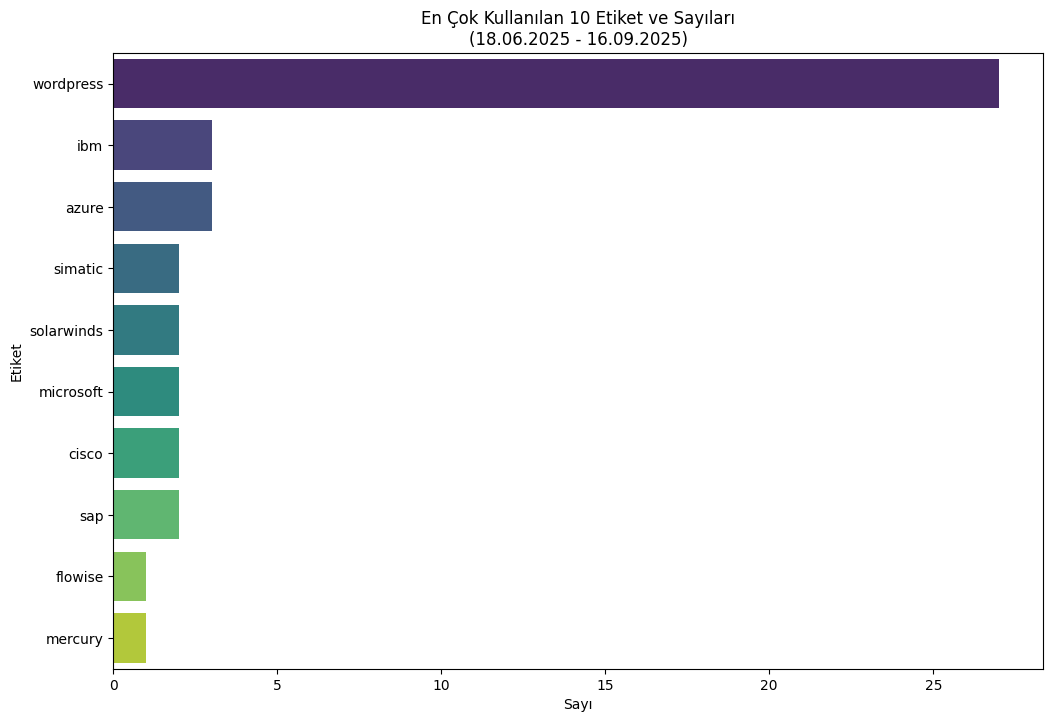 En Çok Kullanılan 10 Etiket ve Sayıları
(18.06.2025 - 16.09.2025)
wordpress
ibm
azure
simatic
solarwinds
microsoft
cisco
sap
flowise
mercury
Etiket
0 5 10 15 20 25
Sayı